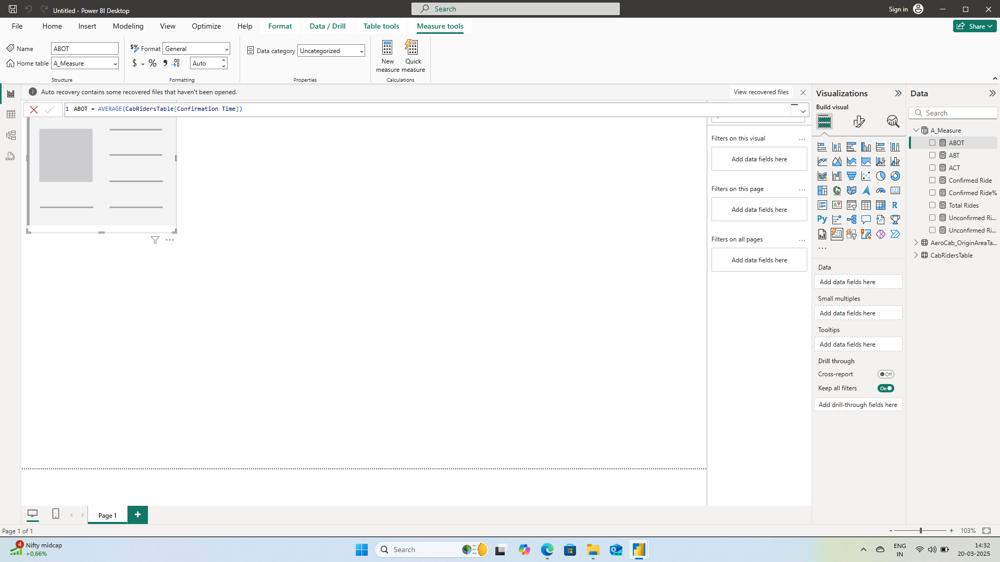 Untitled - Power BI Desktop
Search
Sign in
File
Home
Insert
Modeling
View
Optimize
Help
Format
Data / Drill
Table tools
Measure tools
Share
Name
ABOT
Home table
A_Measure
Structure
Format
General
Auto
Formatting
Data category
Uncategorized
Properties
New measure
Quick measure
Calculations
Auto recovery contains some recovered files that haven't been opened.
View recovered files
1 ABOT = AVERAGE(CabRidersTable[Confirmation Time])
Filters on this visual
Add data fields here
Filters on this page
Add data fields here
Filters on all pages
Add data fields here
Visualizations
Build visual
Data
Add data fields here
Small multiples
Add data fields here
Tooltips
Add data fields here
Drill through
Cross-report
Off
Keep all filters
On
Add drill-through fields here
Data
Search
A_Measure
ABOT
ABT
ACT
Confirmed Ride
Confirmed Ride%
Total Rides
Unconfirmed Ri...
Unconfirmed Ri...
AeroCab_OriginAreaTa...
CabRidersTable
Page 1
Page 1 of 1
- + 103%
4
Nifty midcap
+0.66%
Search
ENG
IN
14:32
20-03-2025